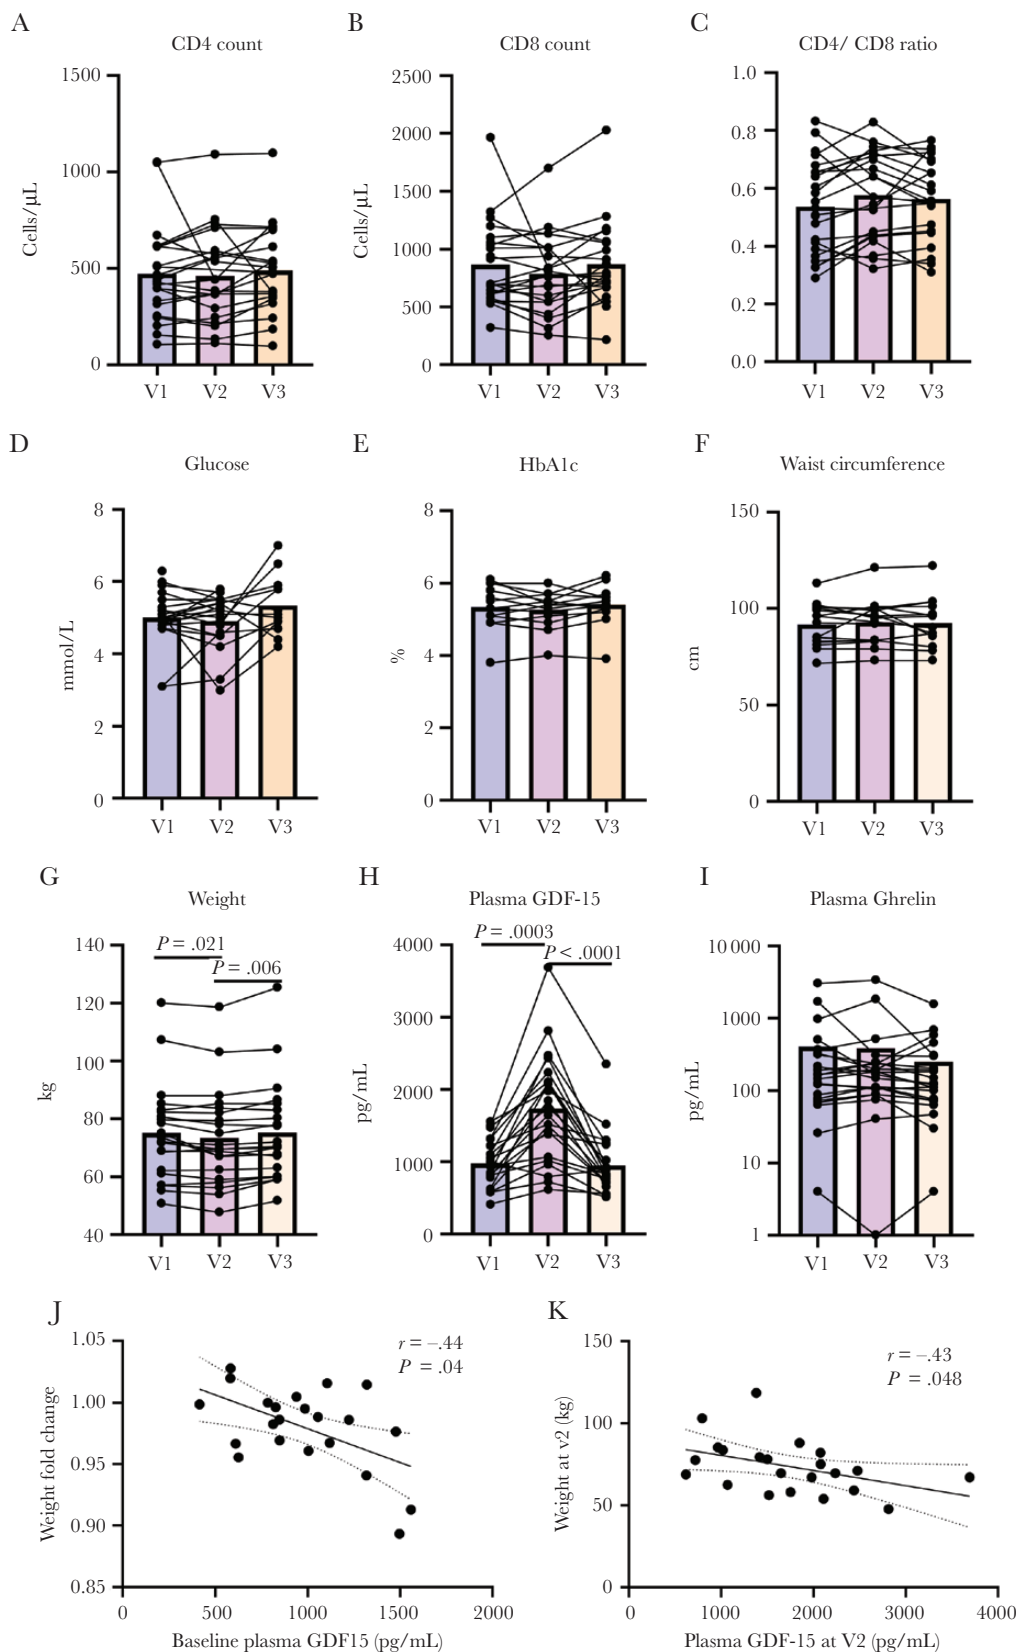 A
CD4 count
1500
1000
500
0
Cells/µL
V1 V2 V3
B
CD8 count
2500
2000
1500
1000
500
0
Cells/µL
V1 V2 V3
C
CD4/ CD8 ratio
1.0
0.8
0.6
0.4
0.2
0.0
V1 V2 V3
D
Glucose
8
6
4
2
0
mmol/L
V1 V2 V3
E
HbA1c
8
6
4
2
0
%
V1 V2 V3
F
Waist circumference
150
100
50
0
cm
V1 V2 V3
G
Weight
P = .021
P = .006
140
120
100
80
60
40
kg
V1 V2 V3
H
Plasma GDF-15
P = .0003
P < .0001
4000
3000
2000
1000
0
pg/mL
V1 V2 V3
I
Plasma Ghrelin
10 000
1000
100
10
1
pg/mL
V1 V2 V3
J
r = –.44
P = .04
1.05
1.00
0.95
0.90
0.85
Weight fold change
0 500 1000 1500 2000
Baseline plasma GDF15 (pg/mL)
K
r = –.43
P = .048
150
100
50
0
Weight at v2 (kg)
0 1000 2000 3000 4000
Plasma GDF-15 at V2 (pg/mL)